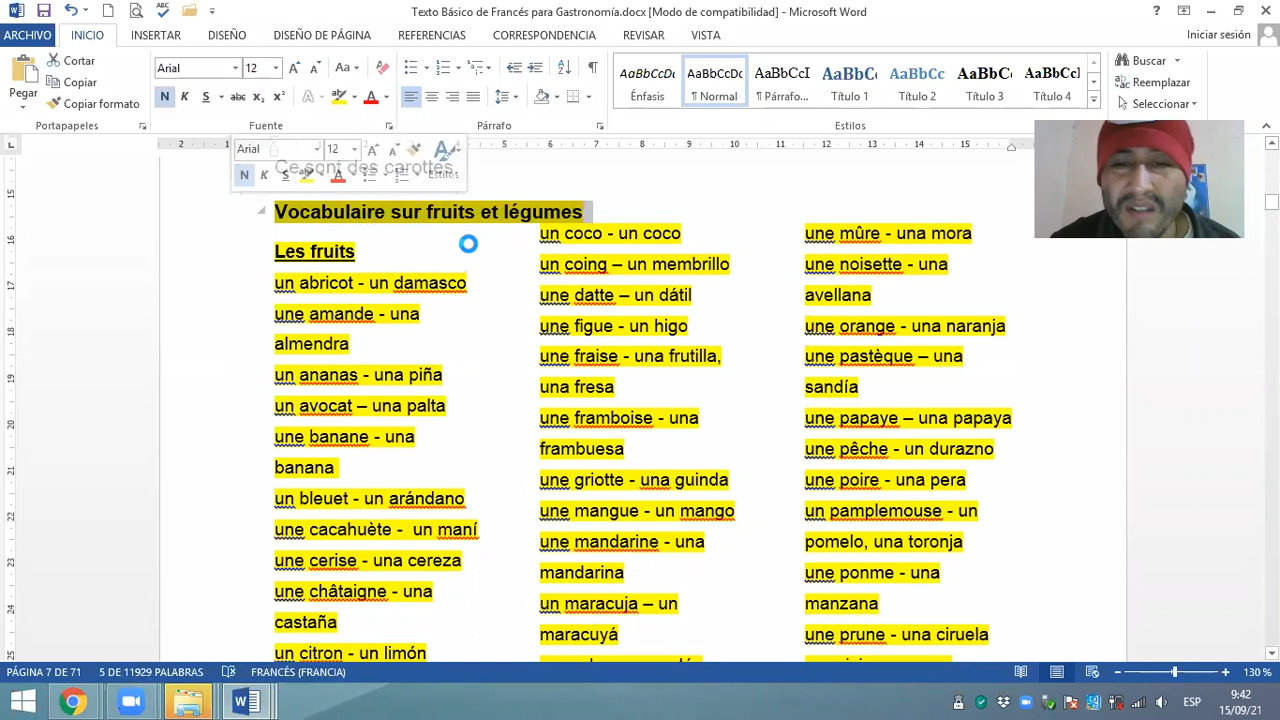 Texto Básico de Francés para Gastronomía.docx [Modo de compatibilidad] - Microsoft Word
ARCHIVO INICIO INSERTAR DISEÑO DISEÑO DE PÁGINA REFERENCIAS CORRESPONDENCIA REVISAR VISTA Iniciar sesión
Cortar
Copiar
Copiar formato
Pegar
Portapapeles
Arial 12
N K S abc x₂ x²
Fuente
Párrafo
AaBbCcDc AaBbCcDc AaBbCcI AaBbC AaBbCc AaBbCc AaBbCc
Énfasis ¶ Normal ¶ Párrafo... Título 1 Título 2 Título 3 Título 4
Estilos
Buscar
Reemplazar
Seleccionar
Arial 12
N K S Estilos
Ce sont des carottes
Vocabulaire sur fruits et légumes
Les fruits
un abricot - un damasco
une amande - una
almendra
un ananas - una piña
un avocat – una palta
une banane - una
banana
un bleuet - un arándano
une cacahuète - un maní
une cerise - una cereza
une châtaigne - una
castaña
un citron - un limón
un coco - un coco
un coing – un membrillo
une datte – un dátil
une figue - un higo
une fraise - una frutilla,
una fresa
une framboise - una
frambuesa
une griotte - una guinda
une mangue - un mango
une mandarine - una
mandarina
un maracuja – un
maracuyá
une mûre - una mora
une noisette - una
avellana
une orange - una naranja
une pastèque – una
sandía
une papaye – una papaya
une pêche - un durazno
une poire - una pera
un pamplemouse - un
pomelo, una toronja
une ponme - una
manzana
une prune - una ciruela
PÁGINA 7 DE 71 5 DE 11929 PALABRAS FRANCÉS (FRANCIA) 130 %
ESP
9:42
15/09/21